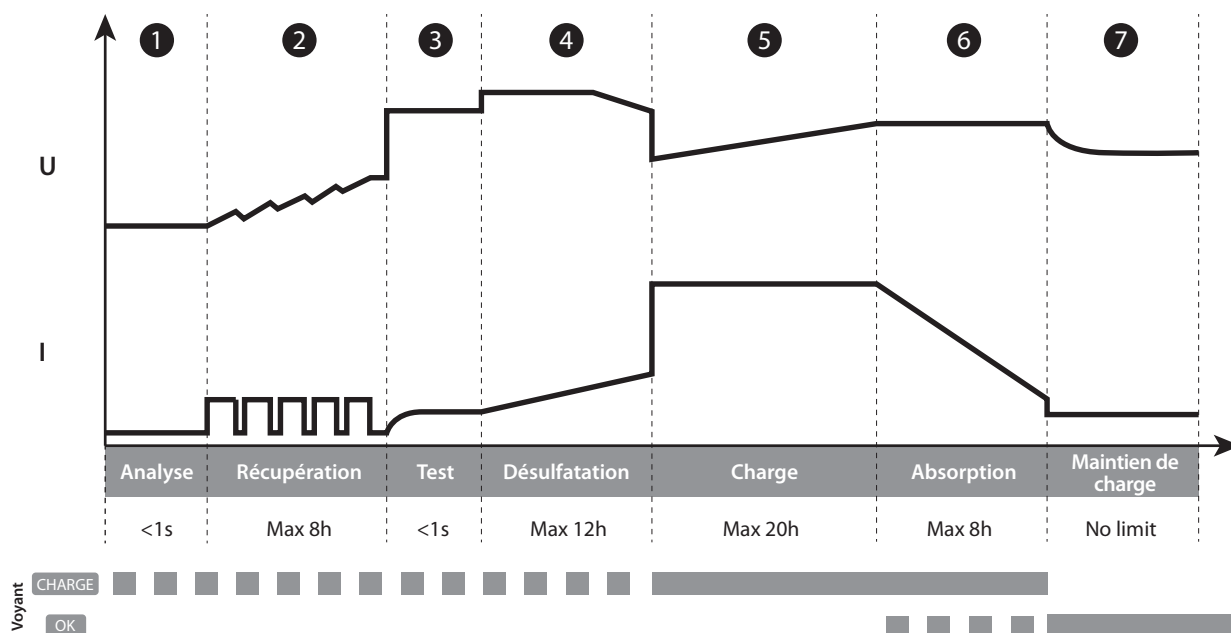 1 2 3 4 5 6 7
U
I
Analyse Récupération Test Désulfatation Charge Absorption Maintien de
charge
<1s Max 8h <1s Max 12h Max 20h Max 8h No limit
Voyant
CHARGE
OK